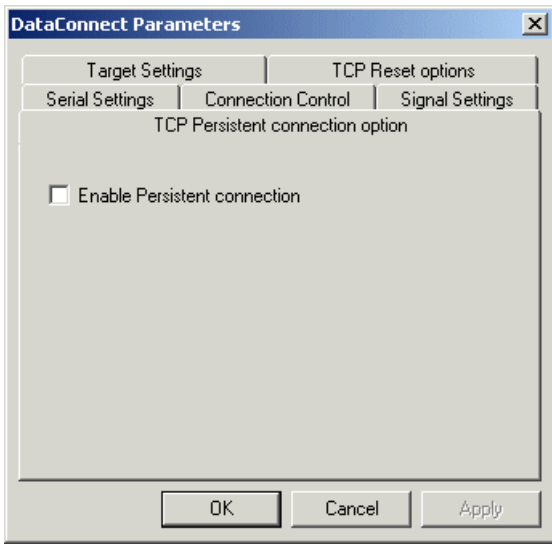 DataConnect Parameters
Target Settings TCP Reset options
Serial Settings Connection Control Signal Settings
TCP Persistent connection option
Enable Persistent connection
OK Cancel Apply